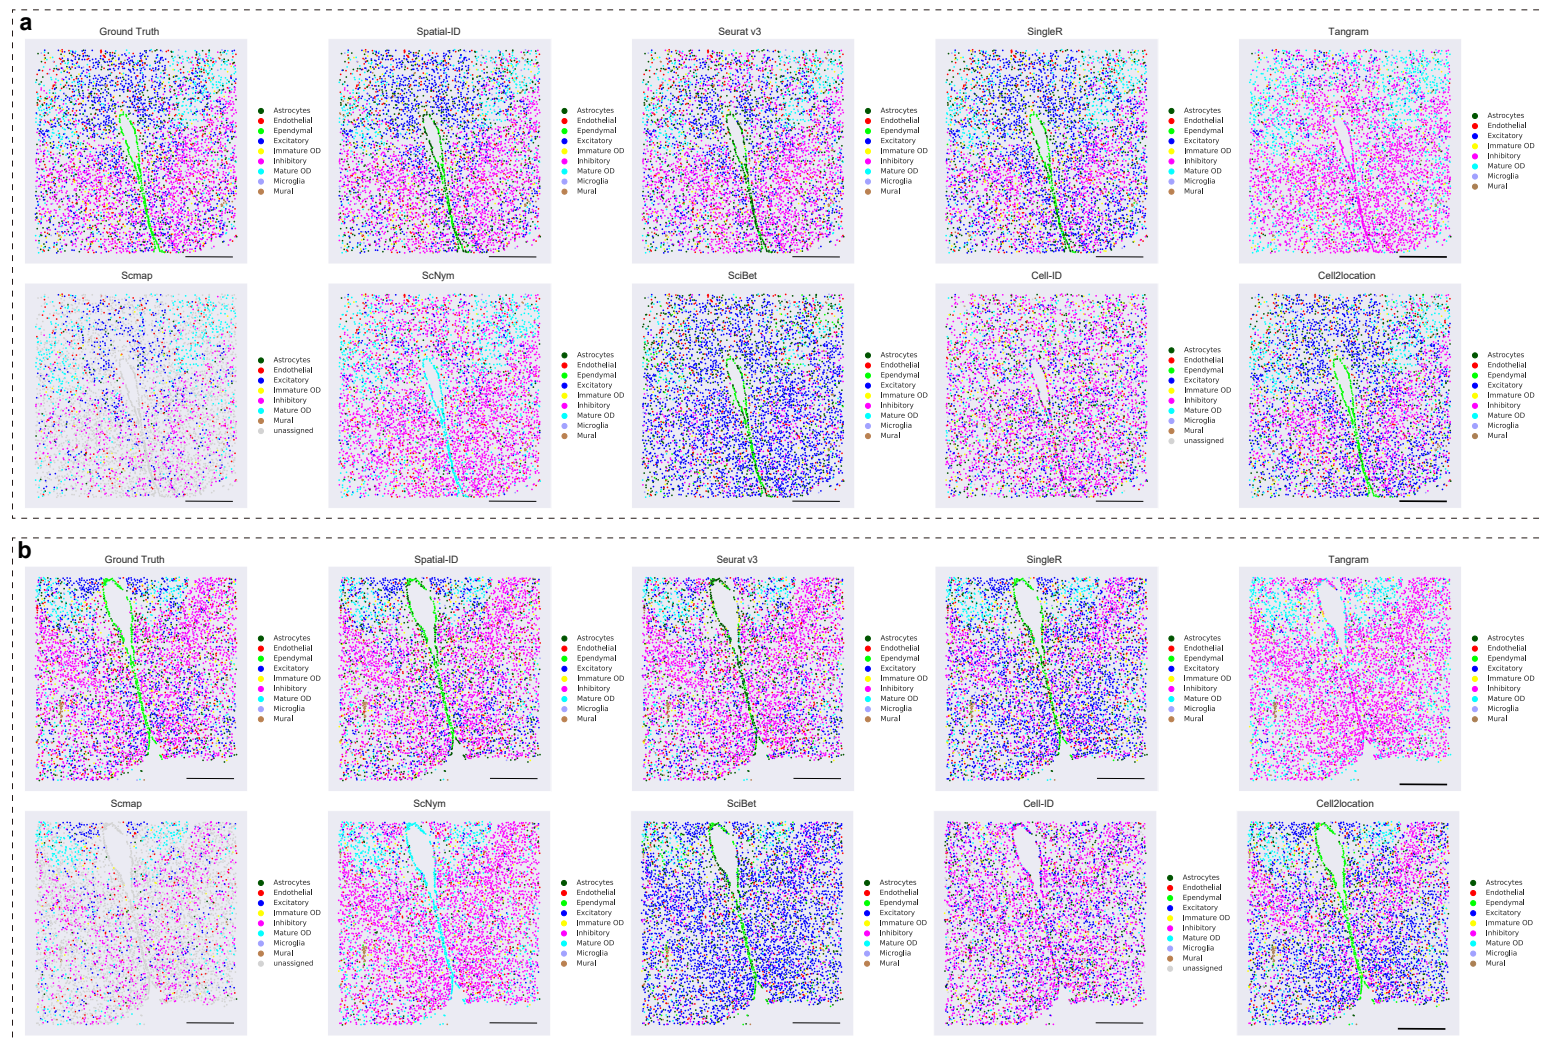 a
Ground Truth
Astrocytes
Endothelial
Ependymal
Excitatory
Immature OD
Inhibitory
Mature OD
Microglia
Mural
Spatial-ID
Astrocytes
Endothelial
Ependymal
Excitatory
Immature OD
Inhibitory
Mature OD
Microglia
Mural
Seurat v3
Astrocytes
Endothelial
Ependymal
Excitatory
Immature OD
Inhibitory
Mature OD
Microglia
Mural
SingleR
Astrocytes
Endothelial
Ependymal
Excitatory
Immature OD
Inhibitory
Mature OD
Microglia
Mural
Tangram
Astrocytes
Endothelial
Excitatory
Immature OD
Inhibitory
Mature OD
Microglia
Mural
Scmap
Astrocytes
Endothelial
Excitatory
Immature OD
Inhibitory
Mature OD
Mural
unassigned
ScNym
Astrocytes
Endothelial
Ependymal
Excitatory
Immature OD
Inhibitory
Mature OD
Microglia
Mural
SciBet
Astrocytes
Endothelial
Ependymal
Excitatory
Immature OD
Inhibitory
Mature OD
Microglia
Mural
Cell-ID
Astrocytes
Endothelial
Ependymal
Excitatory
Immature OD
Inhibitory
Mature OD
Microglia
Mural
unassigned
Cell2location
Astrocytes
Endothelial
Ependymal
Excitatory
Immature OD
Inhibitory
Mature OD
Microglia
Mural
b
Ground Truth
Astrocytes
Endothelial
Ependymal
Excitatory
Immature OD
Inhibitory
Mature OD
Microglia
Mural
Spatial-ID
Astrocytes
Endothelial
Ependymal
Excitatory
Immature OD
Inhibitory
Mature OD
Microglia
Mural
Seurat v3
Astrocytes
Endothelial
Ependymal
Excitatory
Immature OD
Inhibitory
Mature OD
Microglia
Mural
SingleR
Astrocytes
Endothelial
Ependymal
Excitatory
Immature OD
Inhibitory
Mature OD
Microglia
Mural
Tangram
Astrocytes
Endothelial
Ependymal
Excitatory
Immature OD
Inhibitory
Mature OD
Microglia
Mural
Scmap
Astrocytes
Endothelial
Excitatory
Immature OD
Inhibitory
Mature OD
Microglia
Mural
unassigned
ScNym
Astrocytes
Endothelial
Ependymal
Excitatory
Immature OD
Inhibitory
Mature OD
Microglia
Mural
SciBet
Astrocytes
Endothelial
Ependymal
Excitatory
Immature OD
Inhibitory
Mature OD
Microglia
Mural
Cell-ID
Astrocytes
Endothelial
Ependymal
Excitatory
Immature OD
Inhibitory
Mature OD
Microglia
Mural
unassigned
Cell2location
Astrocytes
Endothelial
Ependymal
Excitatory
Immature OD
Inhibitory
Mature OD
Microglia
Mural